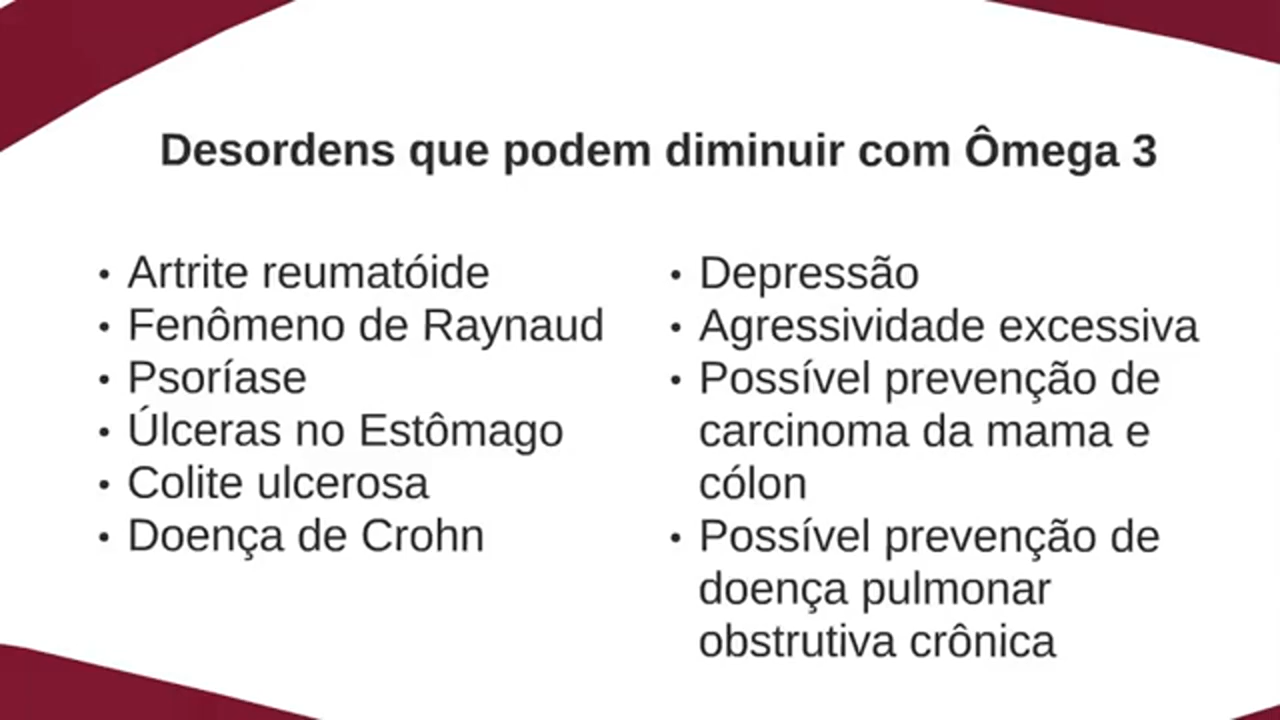 Desordens que podem diminuir com Ômega 3
• Artrite reumatóide
• Fenômeno de Raynaud
• Psoríase
• Úlceras no Estômago
• Colite ulcerosa
• Doença de Crohn
• Depressão
• Agressividade excessiva
• Possível prevenção de
carcinoma da mama e
cólon
• Possível prevenção de
doença pulmonar
obstrutiva crônica